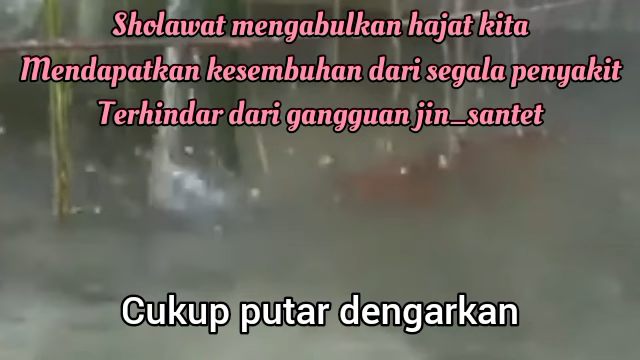 Sholawat mengabulkan hajat kita
Mendapatkan kesembuhan dari segala penyakit
Terhindar dari gangguan jin_santet
Cukup putar dengarkan